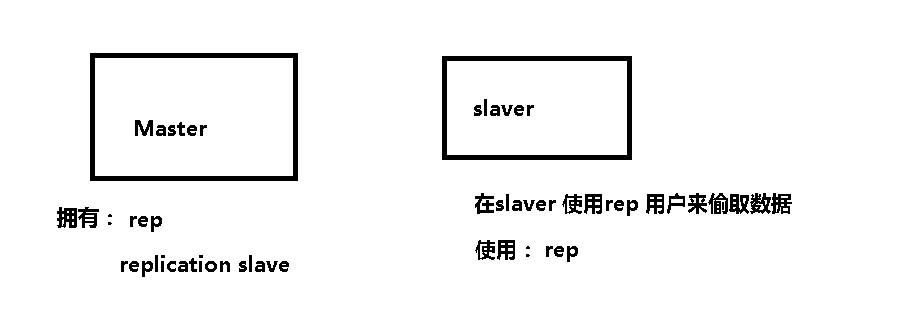 Master
拥有： rep
replication slave
slaver
在slaver 使用rep 用户来偷取数据
使用： rep